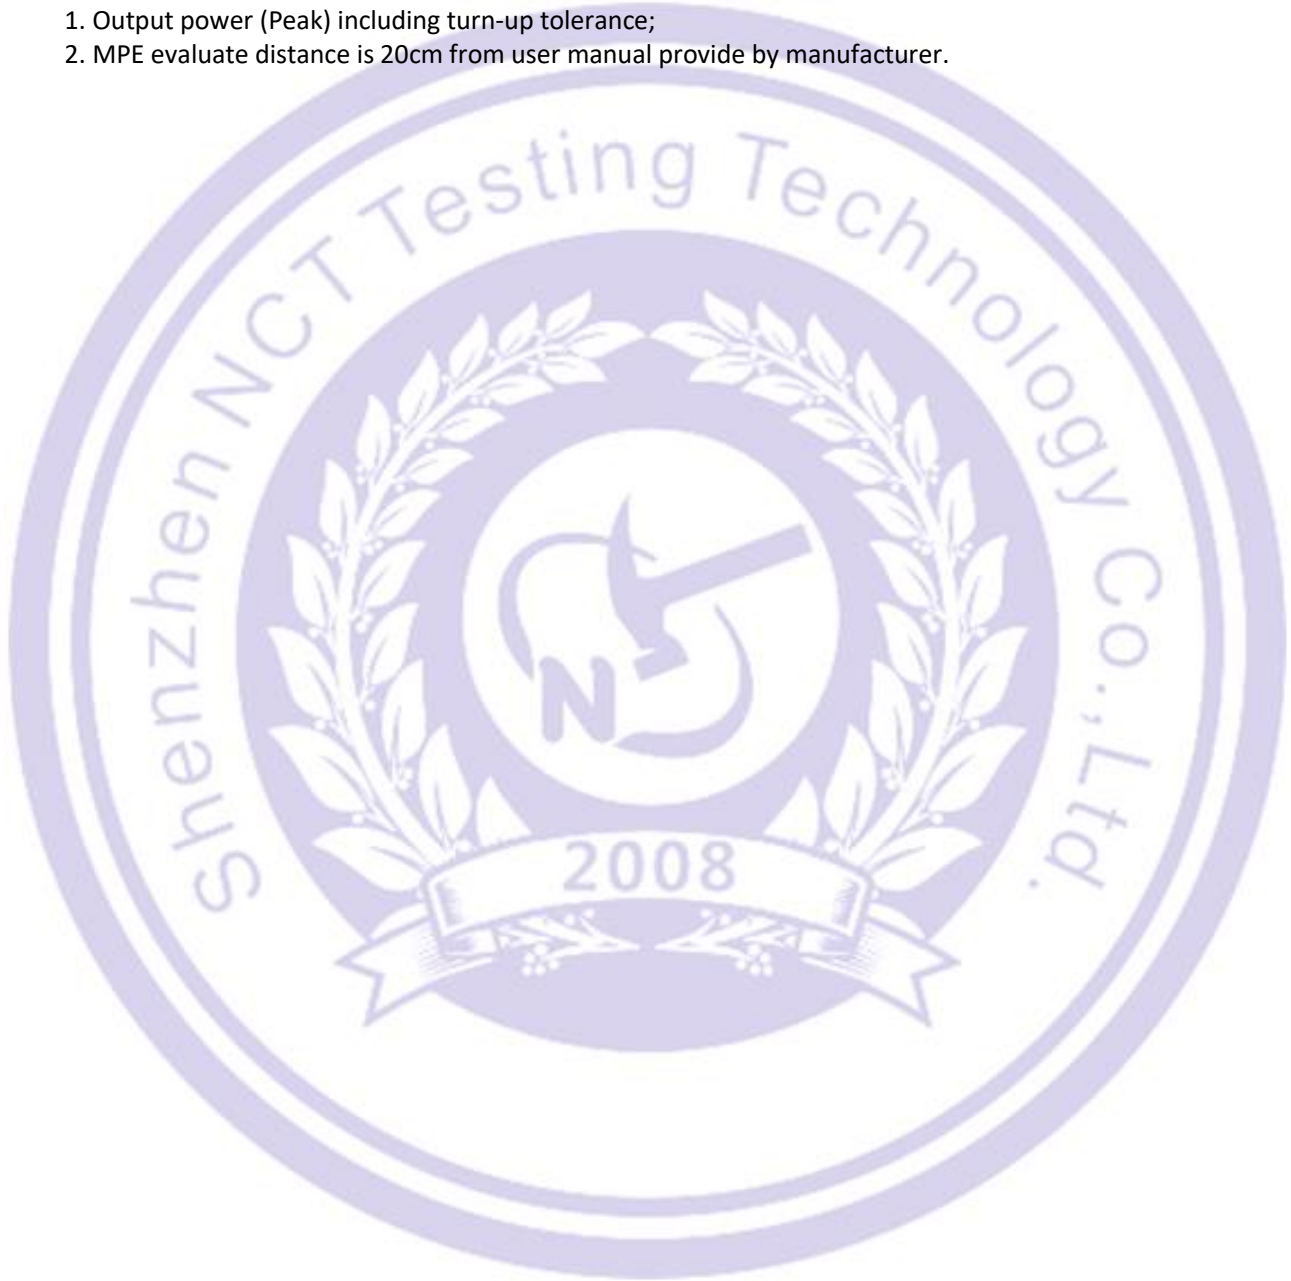 1. Output power (Peak) including turn-up tolerance;
2. MPE evaluate distance is 20cm from user manual provide by manufacturer.
Shenzhen NCT Testing Technology Co.,Ltd.
N
2008